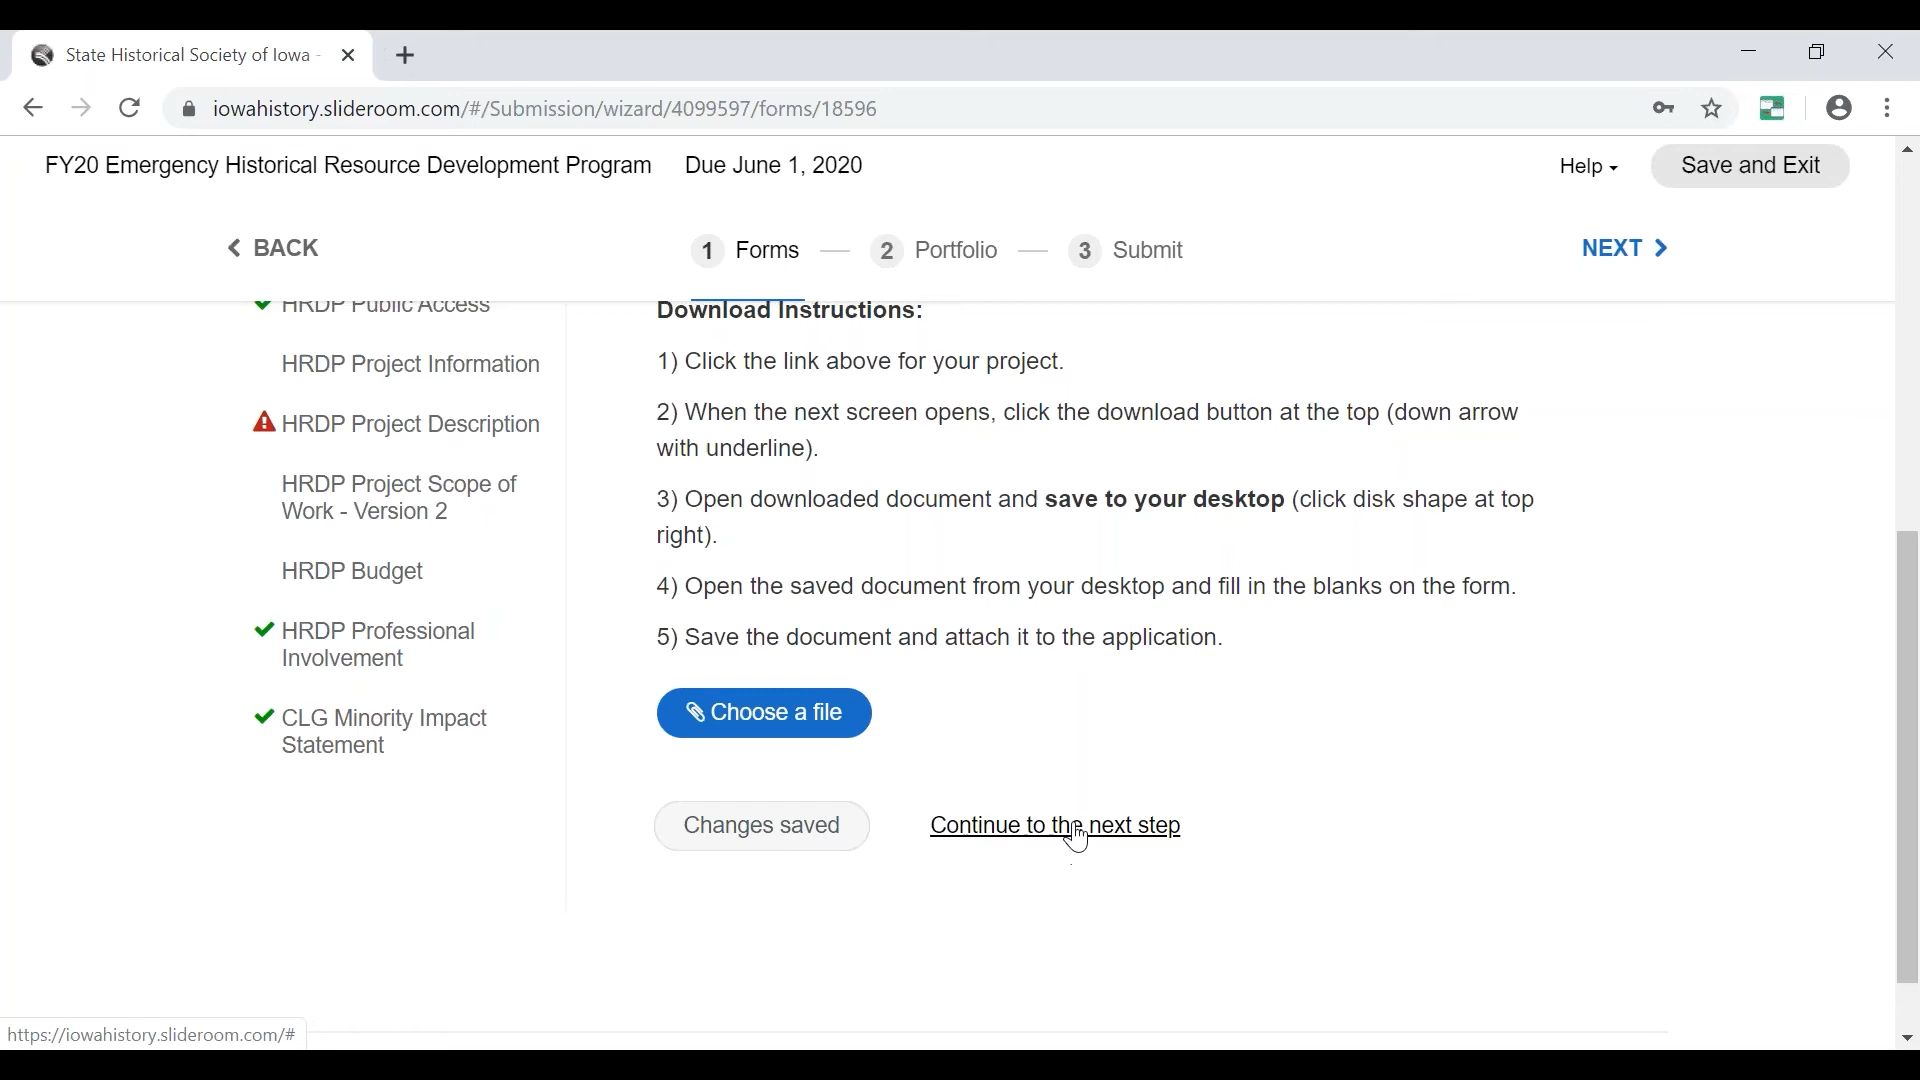 State Historical Society of Iowa -
iowahistory.slideroom.com/#/Submission/wizard/4099597/forms/18596
FY20 Emergency Historical Resource Development Program Due June 1, 2020 Help Save and Exit
BACK 1 Forms 2 Portfolio 3 Submit NEXT
HRDP Public Access
HRDP Project Information
HRDP Project Description
HRDP Project Scope of
Work - Version 2
HRDP Budget
HRDP Professional
Involvement
CLG Minority Impact
Statement
Download Instructions:
1) Click the link above for your project.
2) When the next screen opens, click the download button at the top (down arrow
with underline).
3) Open downloaded document and save to your desktop (click disk shape at top
right).
4) Open the saved document from your desktop and fill in the blanks on the form.
5) Save the document and attach it to the application.
Choose a file
Changes saved Continue to the next step
https://iowahistory.slideroom.com/#